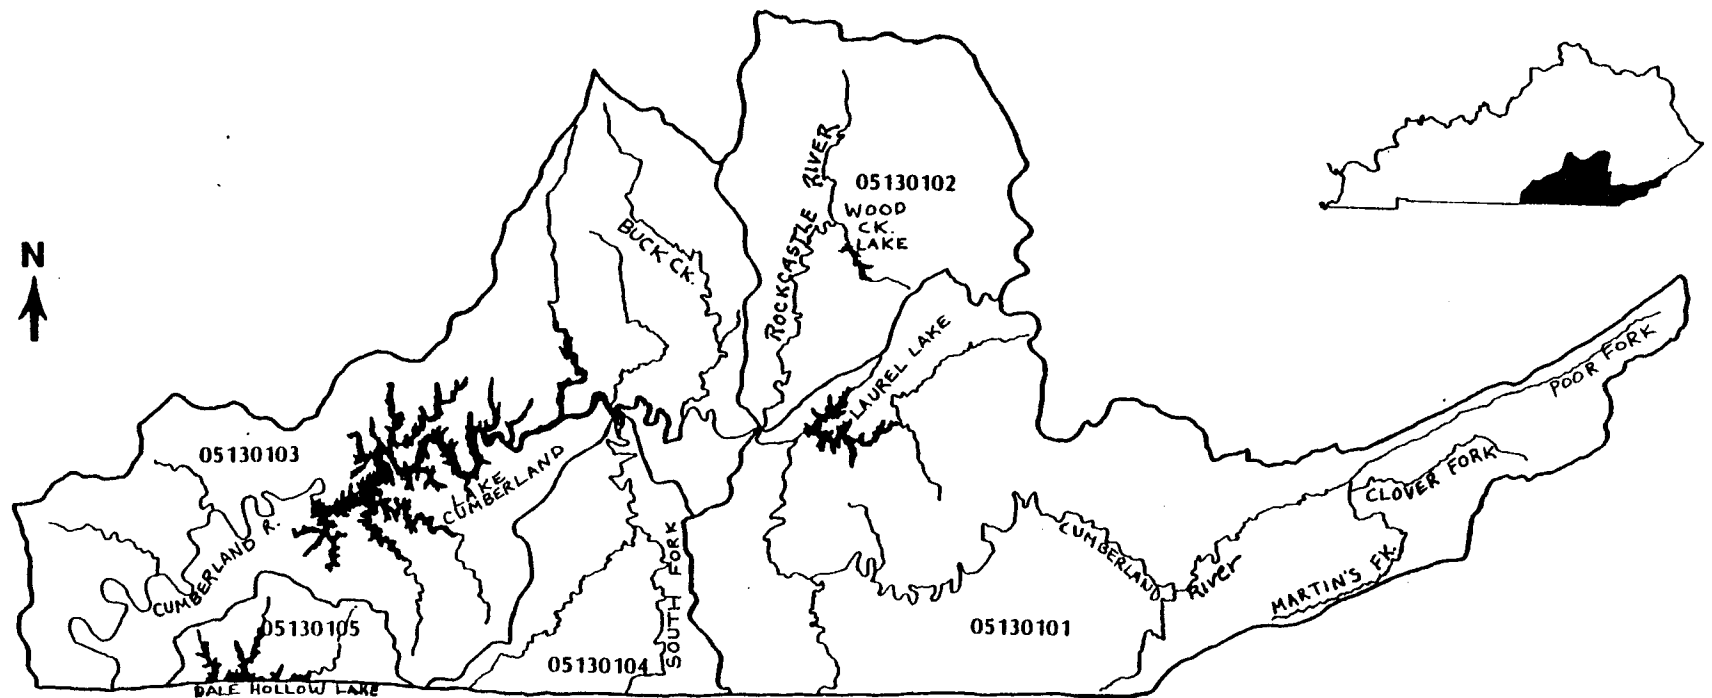 N
05130102
ROCKCASTLE RIVER
WOOD
CK.
LAKE
BUCK CK.
LAUREL LAKE
POOR FORK
05130103
LAKE
CUMBERLAND
CLOVER FORK
CUMBERLAND R.
SOUTH FORK
CUMBERLAND
River
MARTIN'S FK.
05130105
05130101
05130104
DALE HOLLOW LAKE